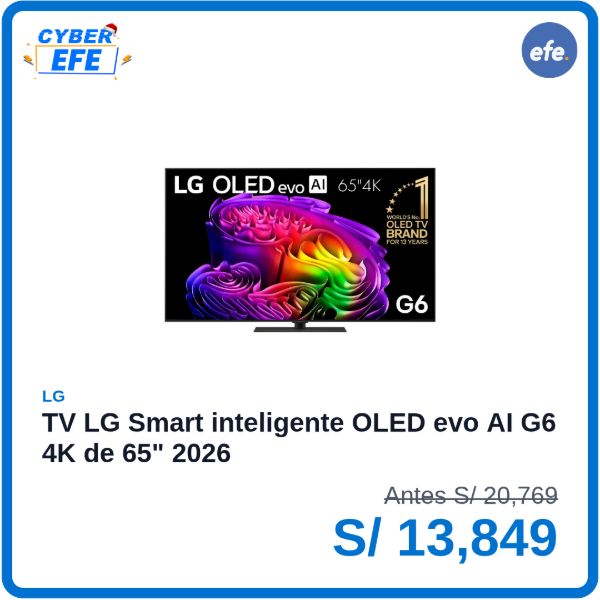 CYBER
EFE
efe.
LG OLED evo AI 65"4K
1
WORLD'S No.
OLED TV
BRAND
FOR 13 YEARS
G6
LG
TV LG Smart inteligente OLED evo AI G6
4K de 65" 2026
Antes S/ 20,769
S/ 13,849